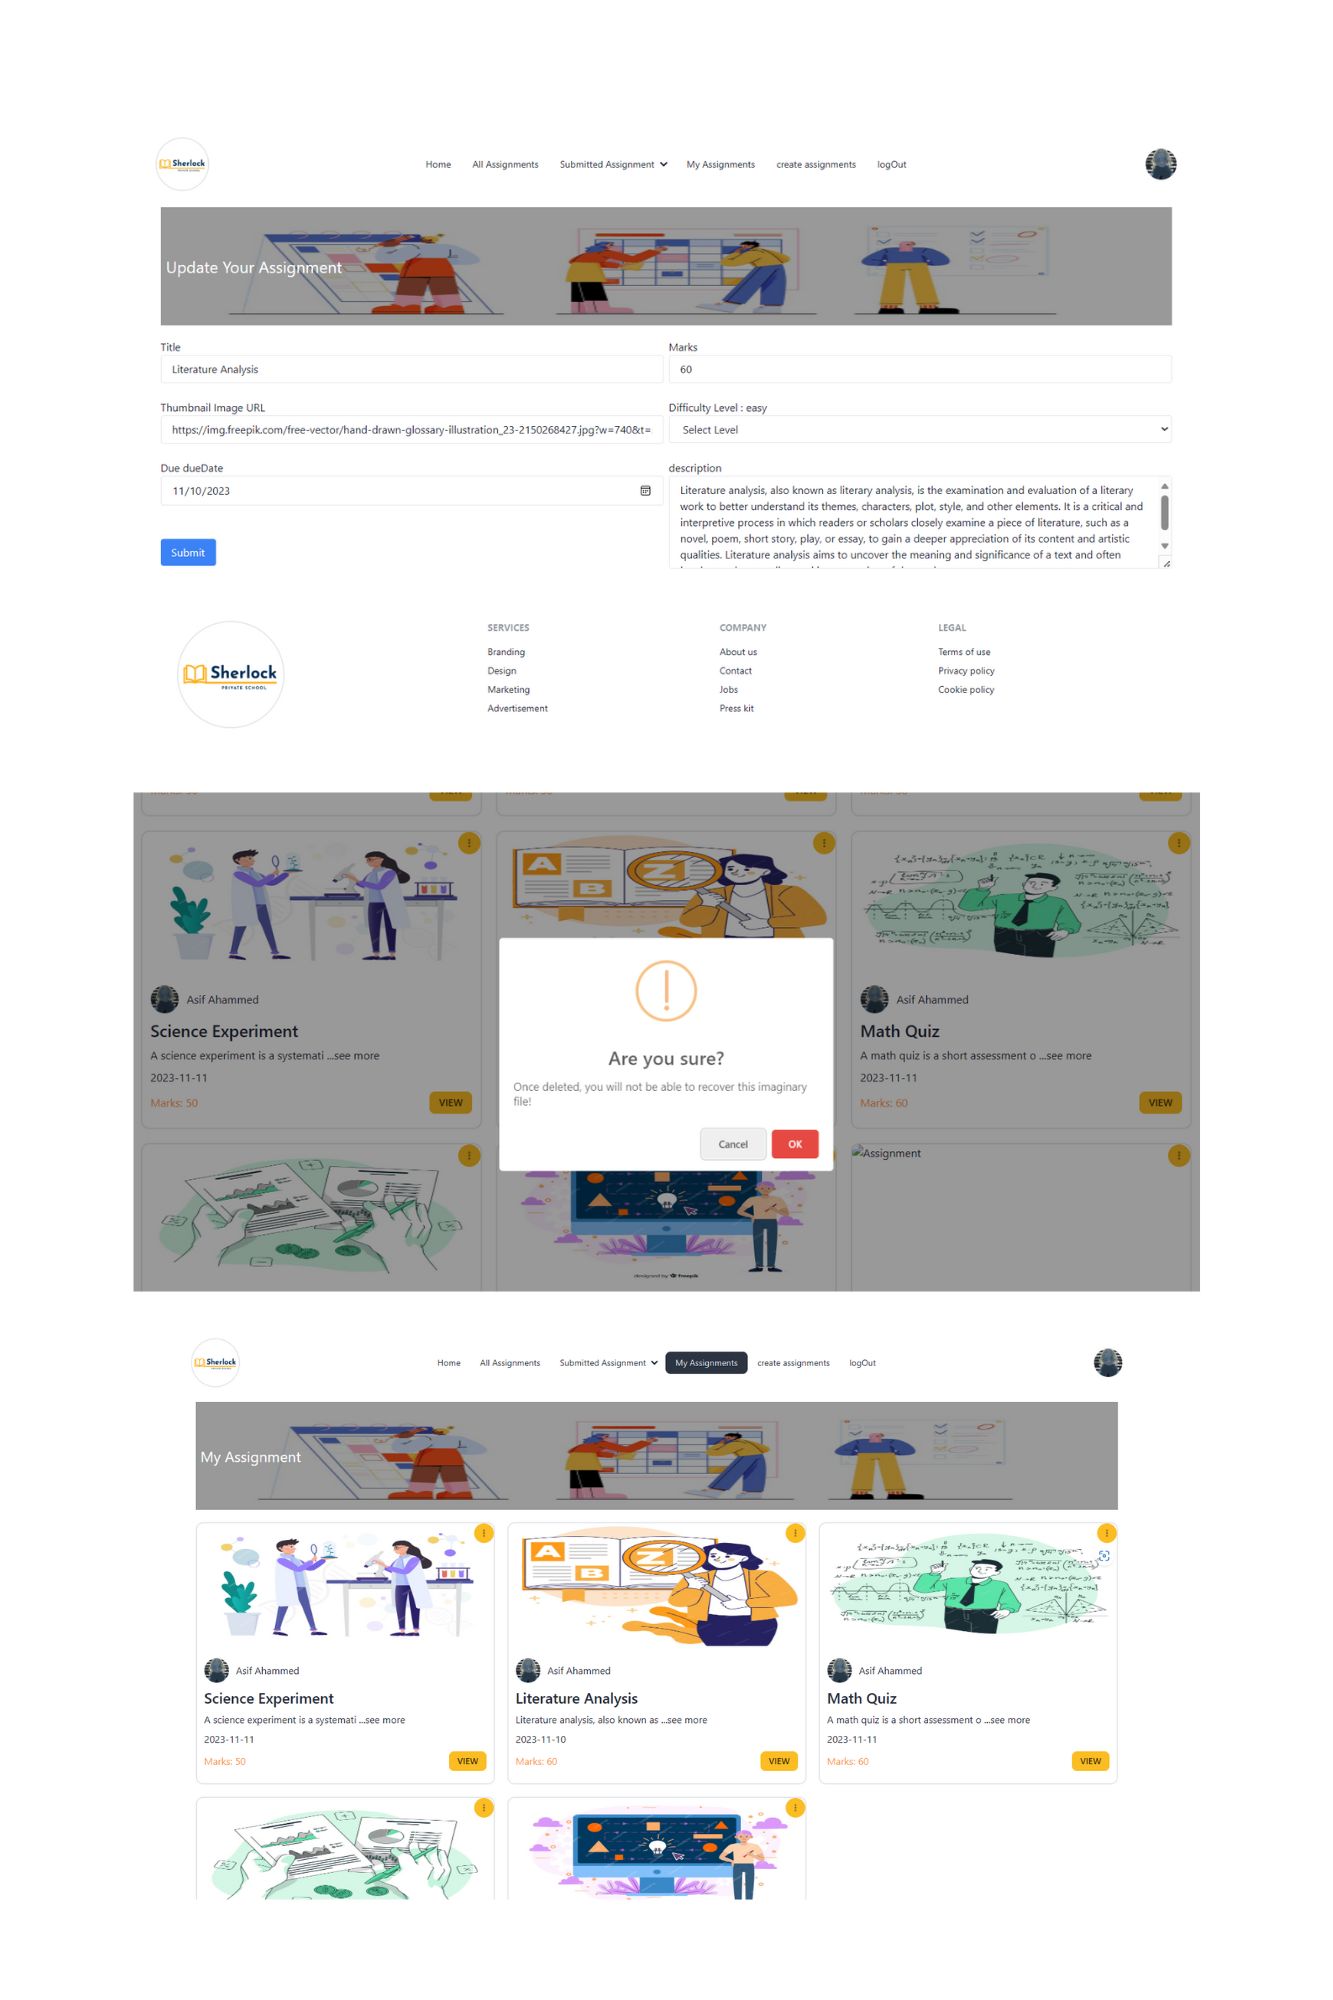 Sherlock
Home
All Assignments
Submitted Assignment
My Assignments
create assignments
logOut
Update Your Assignment
Title
Marks
Literature Analysis
60
Thumbnail Image URL
Difficulty Level : easy
https://img.freepik.com/free-vector/hand-drawn-glossary-illustration_23-2150268427.jpg?w=740&t=
Select Level
Due dueDate
description
11/10/2023
Literature analysis, also known as literary analysis, is the examination and evaluation of a literary
work to better understand its themes, characters, plot, style, and other elements. It is a critical and
interpretive process in which readers or scholars closely examine a piece of literature, such as a
novel, poem, short story, play, or essay, to gain a deeper appreciation of its content and artistic
qualities. Literature analysis aims to uncover the meaning and significance of a text and often
Submit
Sherlock
PRIVATE SCHOOL
SERVICES
Branding
Design
Marketing
Advertisement
COMPANY
About us
Contact
Jobs
Press kit
LEGAL
Terms of use
Privacy policy
Cookie policy
A
Z
B
Asif Ahammed
Science Experiment
A science experiment is a systemati ...see more
2023-11-11
Marks: 50
VIEW
Are you sure?
Once deleted, you will not be able to recover this imaginary
file!
Cancel
OK
Asif Ahammed
Math Quiz
A math quiz is a short assessment o ...see more
2023-11-11
Marks: 60
VIEW
designed by freepik
Assignment
Sherlock
Home
All Assignments
Submitted Assignment
My Assignments
create assignments
logOut
My Assignment
A
Z
B
Asif Ahammed
Science Experiment
A science experiment is a systemati ...see more
2023-11-11
Marks: 50
VIEW
Asif Ahammed
Literature Analysis
Literature analysis, also known as ...see more
2023-11-10
Marks: 60
VIEW
Asif Ahammed
Math Quiz
A math quiz is a short assessment o ...see more
2023-11-11
Marks: 60
VIEW